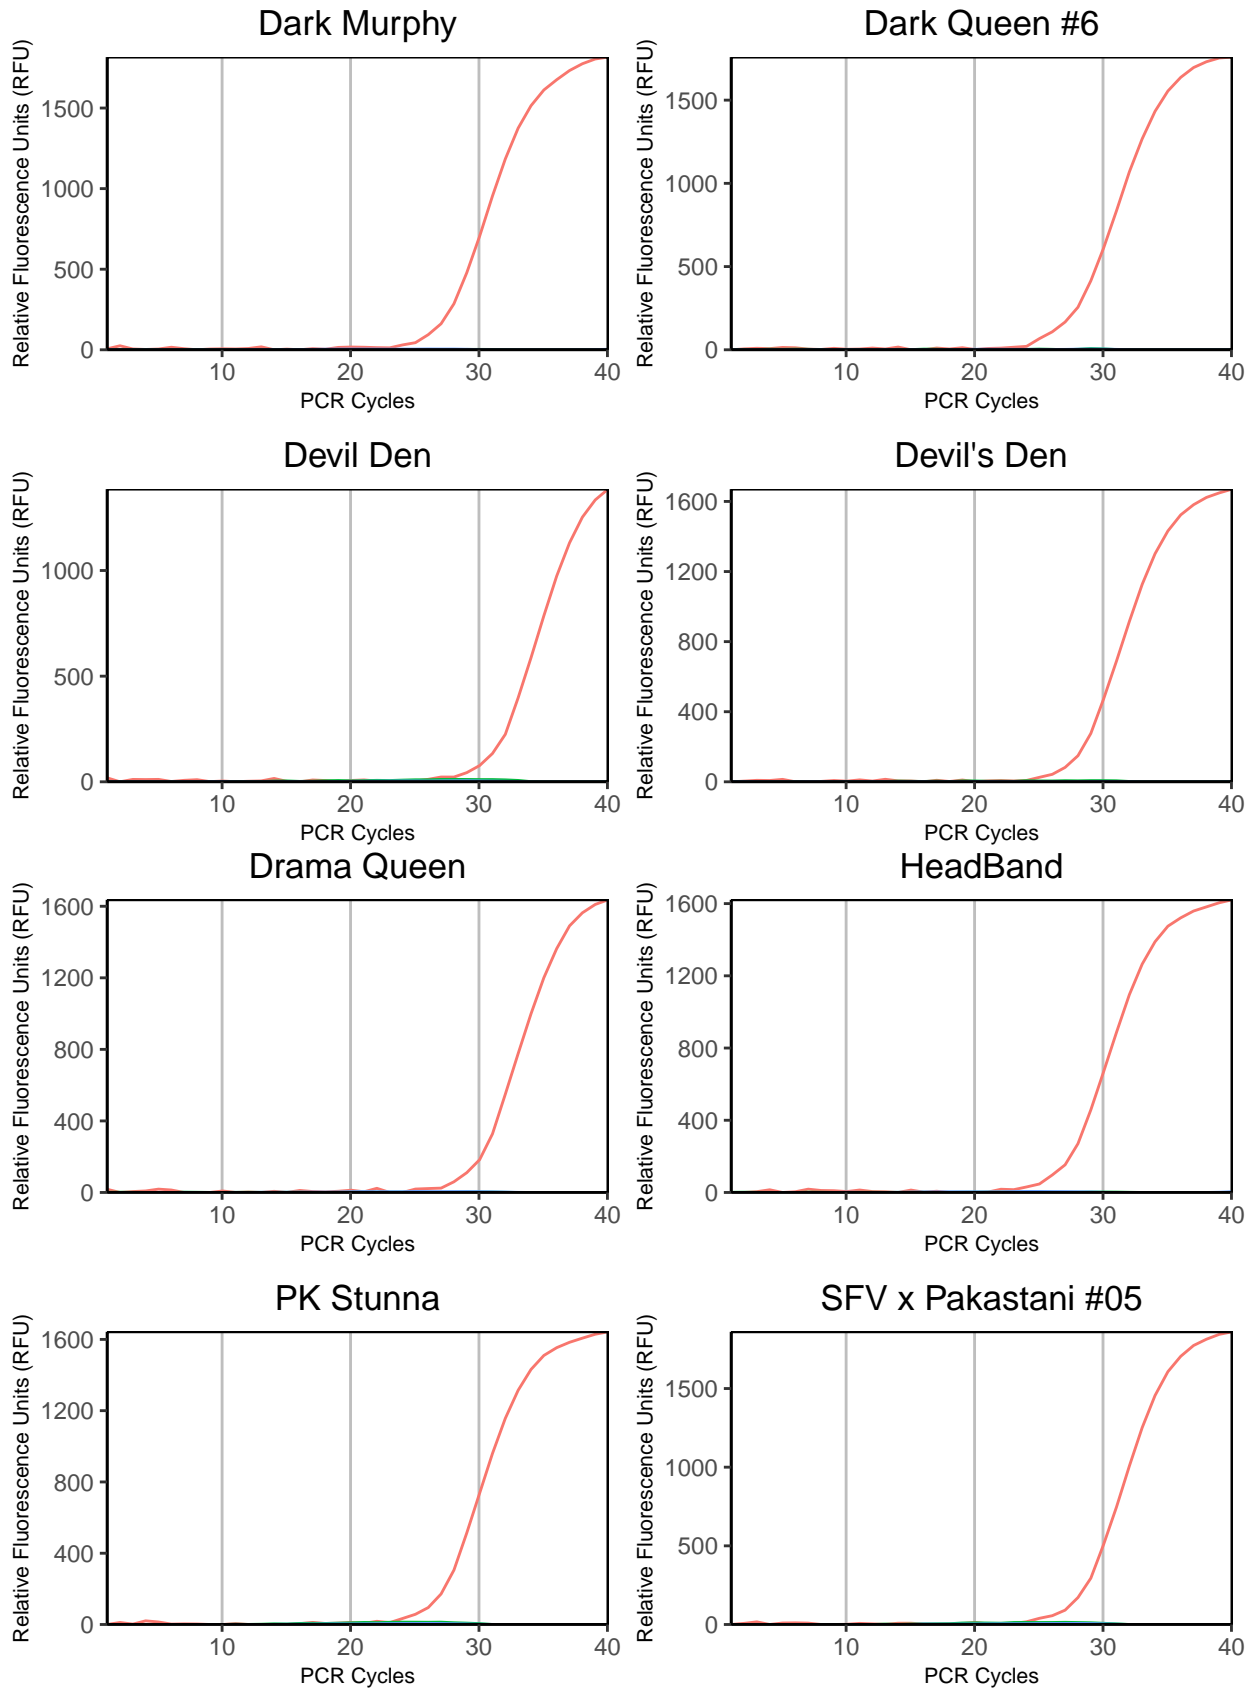 Dark Murphy
Relative Fluorescence Units (RFU)
1500
1000
500
0
10 20 30 40
PCR Cycles
Dark Queen #6
Relative Fluorescence Units (RFU)
1500
1000
500
0
10 20 30 40
PCR Cycles
Devil Den
Relative Fluorescence Units (RFU)
1000
500
0
10 20 30 40
PCR Cycles
Devil's Den
Relative Fluorescence Units (RFU)
1600
1200
800
400
0
10 20 30 40
PCR Cycles
Drama Queen
Relative Fluorescence Units (RFU)
1600
1200
800
400
0
10 20 30 40
PCR Cycles
HeadBand
Relative Fluorescence Units (RFU)
1600
1200
800
400
0
10 20 30 40
PCR Cycles
PK Stunna
Relative Fluorescence Units (RFU)
1600
1200
800
400
0
10 20 30 40
PCR Cycles
SFV x Pakastani #05
Relative Fluorescence Units (RFU)
1500
1000
500
0
10 20 30 40
PCR Cycles